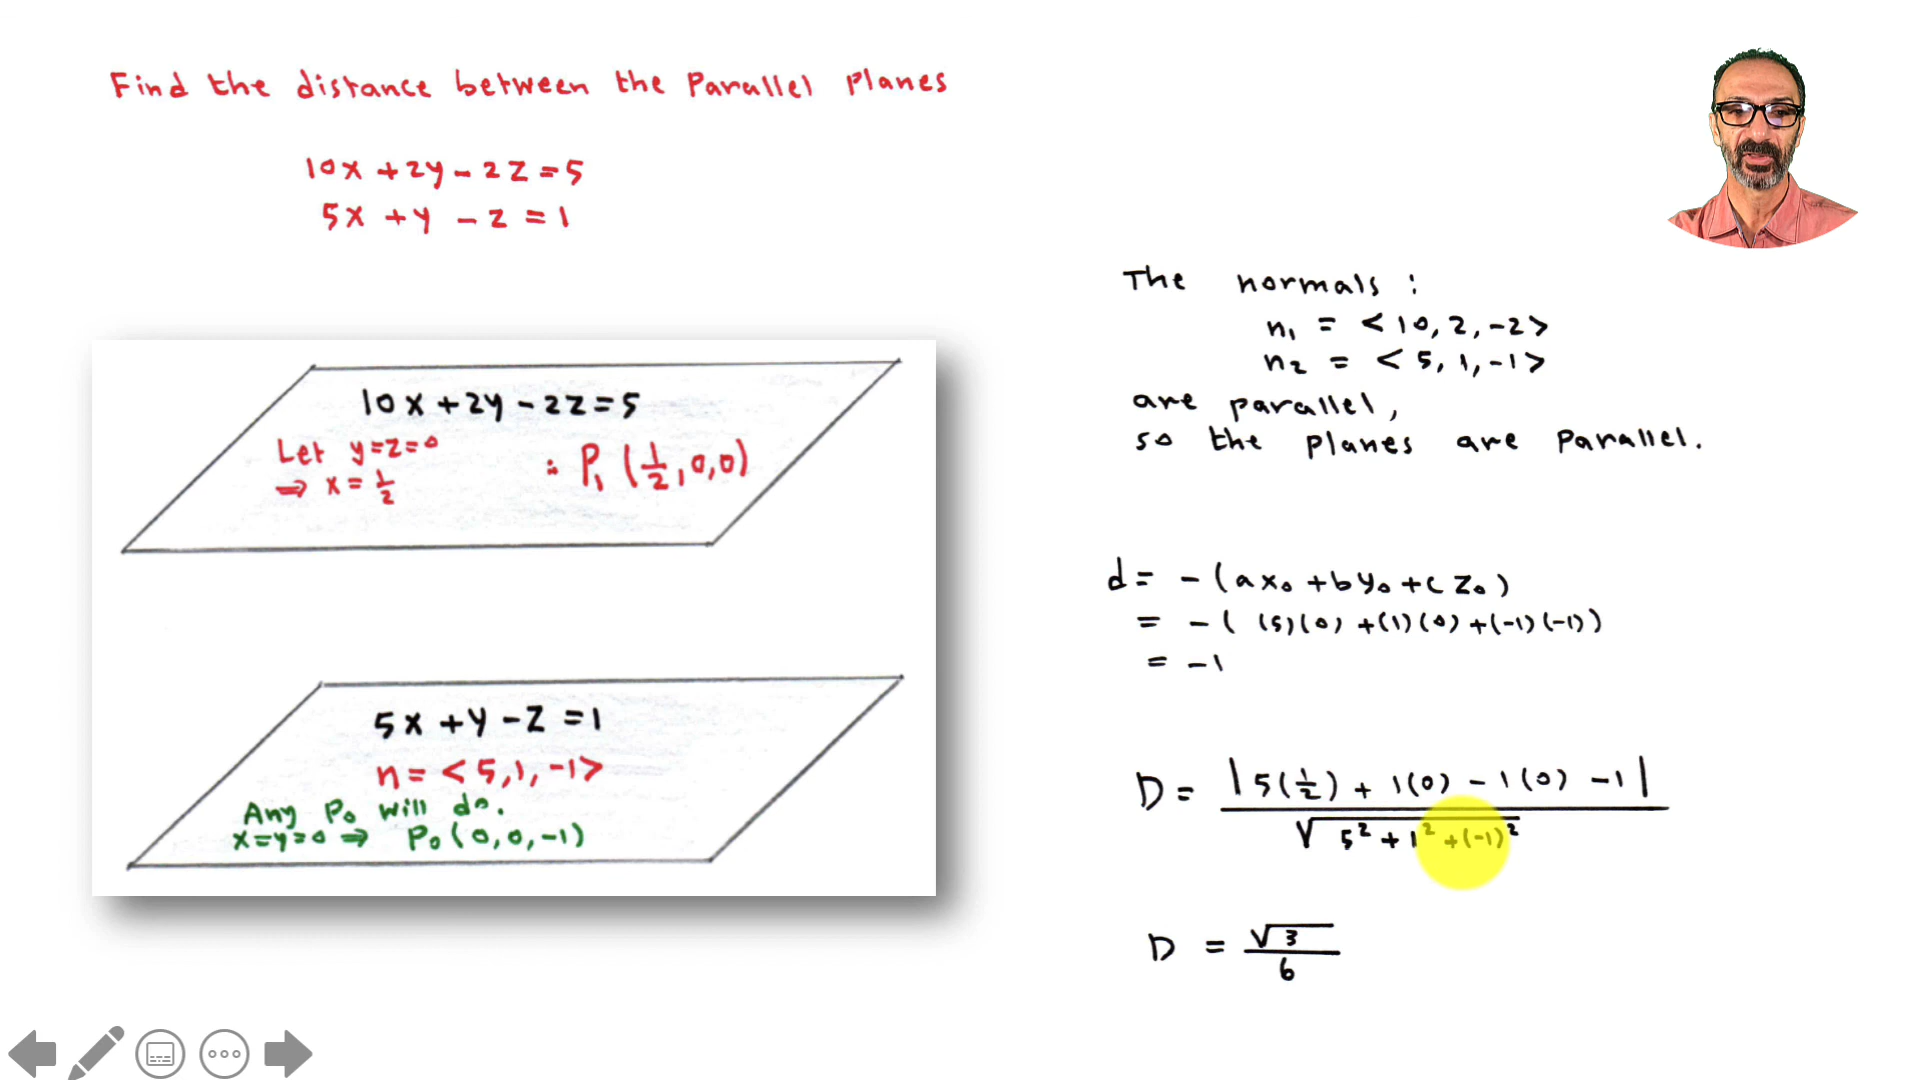 Find the distance between the Parallel Planes
10x + 2y - 2z = 5
5x + y - z = 1
10x + 2y - 2z = 5
Let y=z=0
⇒ x = 1/2
∴ P₁ (1/2, 0, 0)
5x + y - z = 1
n = < 5, 1, -1 >
Any P₀ will do.
x=y=0 ⇒ P₀ (0, 0, -1)
The normals :
n₁ = < 10, 2, -2 >
n₂ = < 5, 1, -1 >
are parallel,
so the planes are Parallel.
d = - (ax₀ + by₀ + cz₀)
= - ( (5)(0) + (1)(0) + (-1)(-1) )
= -1
D = | 5(1/2) + 1(0) - 1(0) - 1 | / √(5² + 1² + (-1)²)
D = √3 / 6